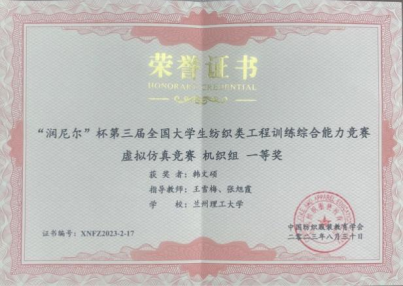 荣誉证书
HONORARY CREDENTIAL
“润尼尔”杯第三届全国大学生纺织类工程训练综合能力竞赛
虚拟仿真竞赛 机织组 一等奖
获奖者：韩文硕
指导教师：王雪梅、张旭霞
学校：兰州理工大学
证书编号：XNFZ2023-2-17
中国纺织服装教育学会
二〇二三年八月三十日